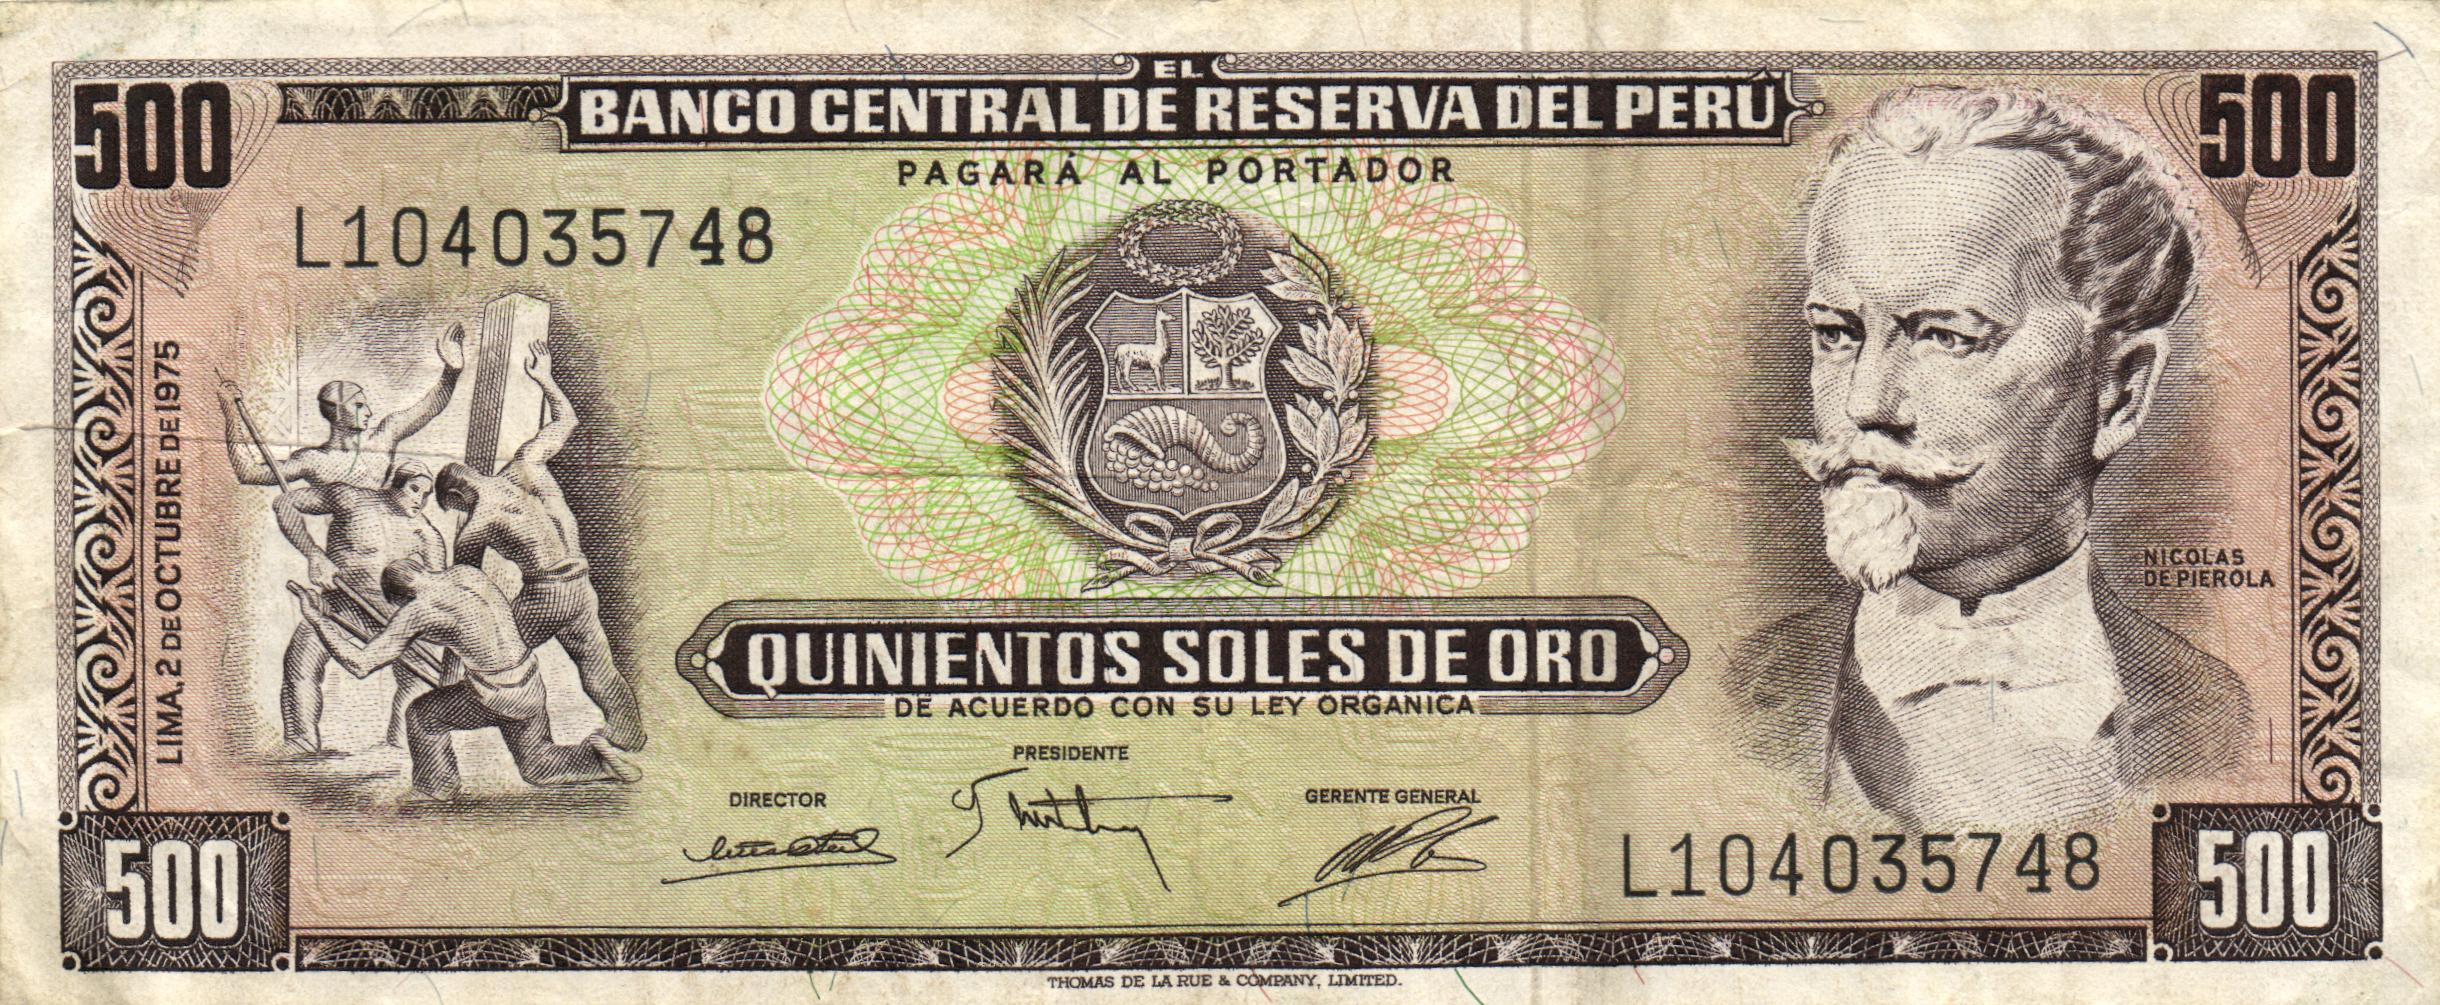 500
EL
BANCO CENTRAL DE RESERVA DEL PERÚ
500
PAGARÁ AL PORTADOR
L104035748
LIMA, 2 DE OCTUBRE DE 1975
NICOLAS
DE PIEROLA
QUINIENTOS SOLES DE ORO
DE ACUERDO CON SU LEY ORGANICA
PRESIDENTE
DIRECTOR
GERENTE GENERAL
L104035748
500
500
THOMAS DE LA RUE & COMPANY, LIMITED.